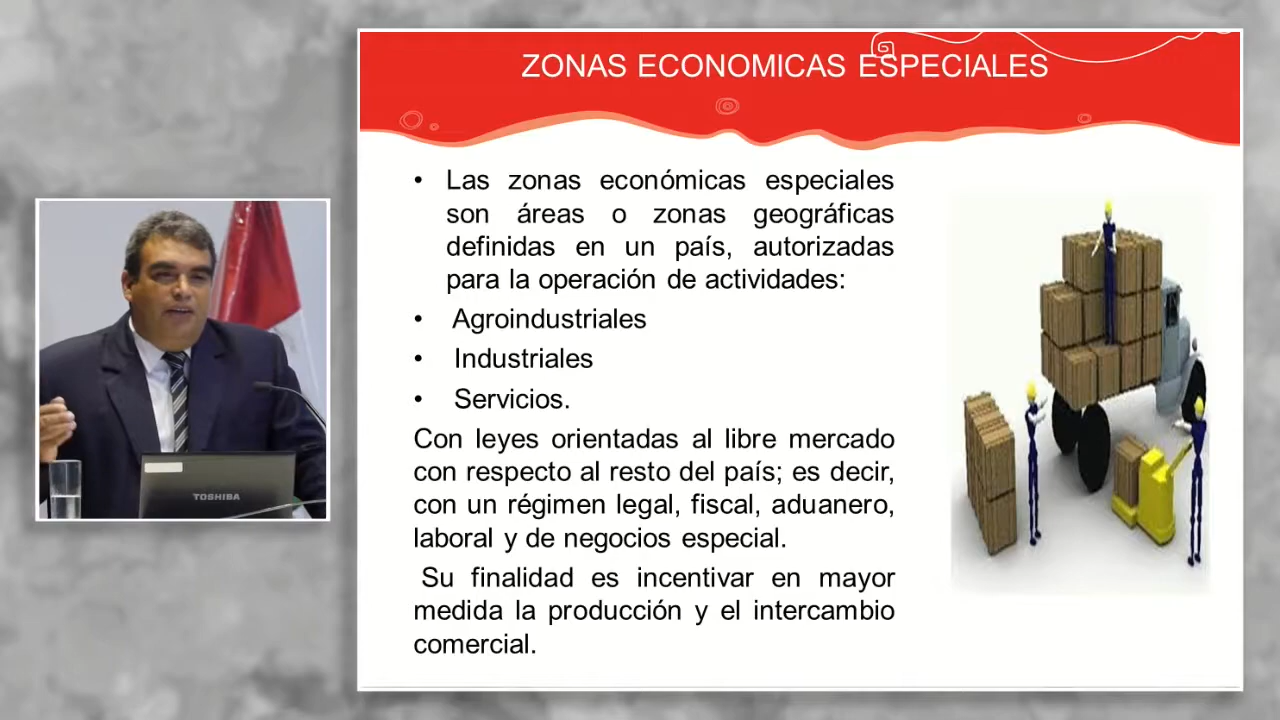 ZONAS ECONOMICAS ESPECIALES
• Las zonas económicas especiales
son áreas o zonas geográficas
definidas en un país, autorizadas
para la operación de actividades:
• Agroindustriales
• Industriales
• Servicios.
Con leyes orientadas al libre mercado
con respecto al resto del país; es decir,
con un régimen legal, fiscal, aduanero,
laboral y de negocios especial.
Su finalidad es incentivar en mayor
medida la producción y el intercambio
comercial.
TOSHIBA